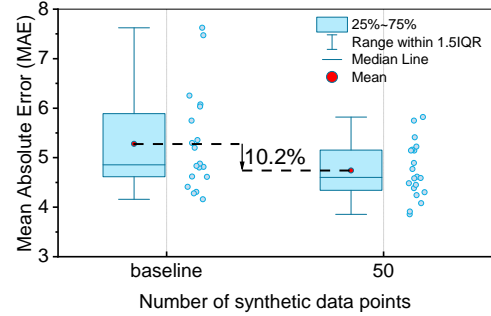 8
7
6
5
4
3
Mean Absolute Error (MAE)
25%~75%
Range within 1.5IQR
Median Line
Mean
10.2%
baseline
50
Number of synthetic data points